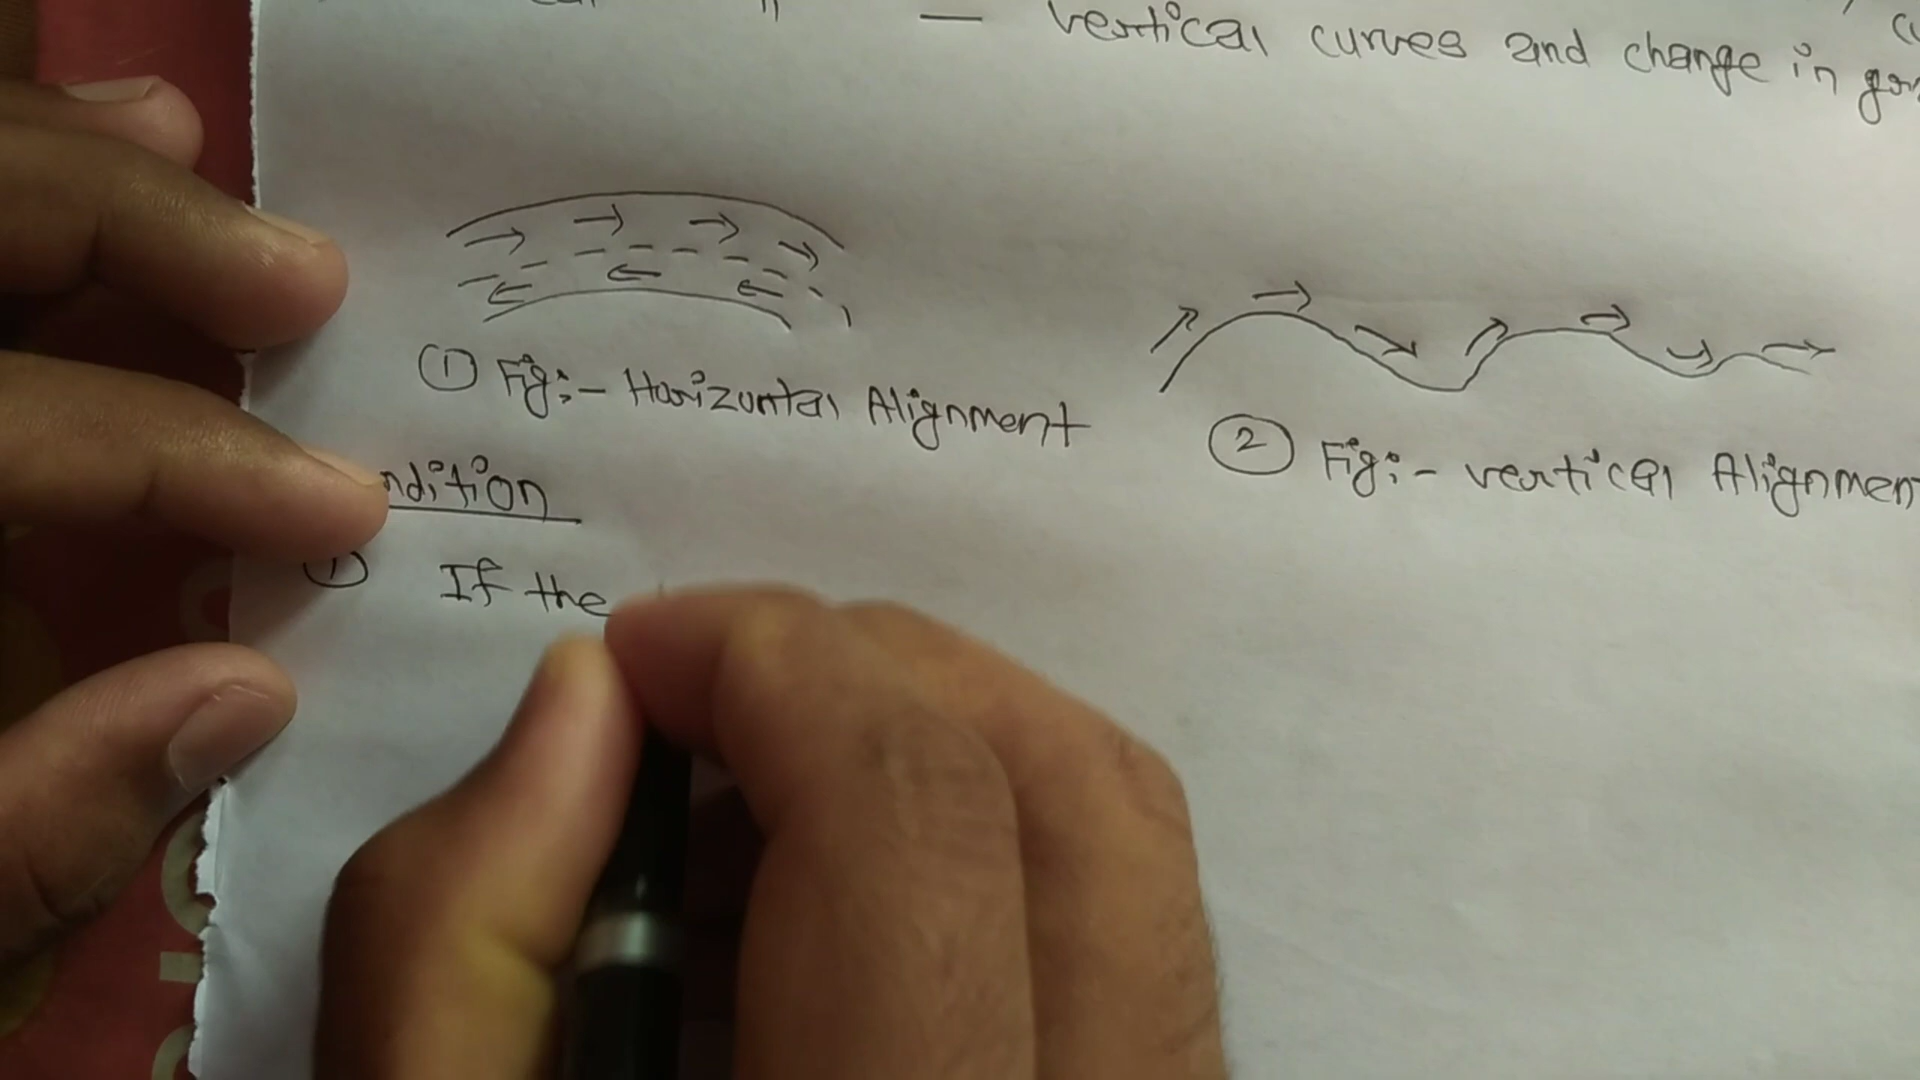 — vertical curves and change in
① Fig:- Horizontal Alignment
② Fig:- vertical Alignmen
ndition
① If the